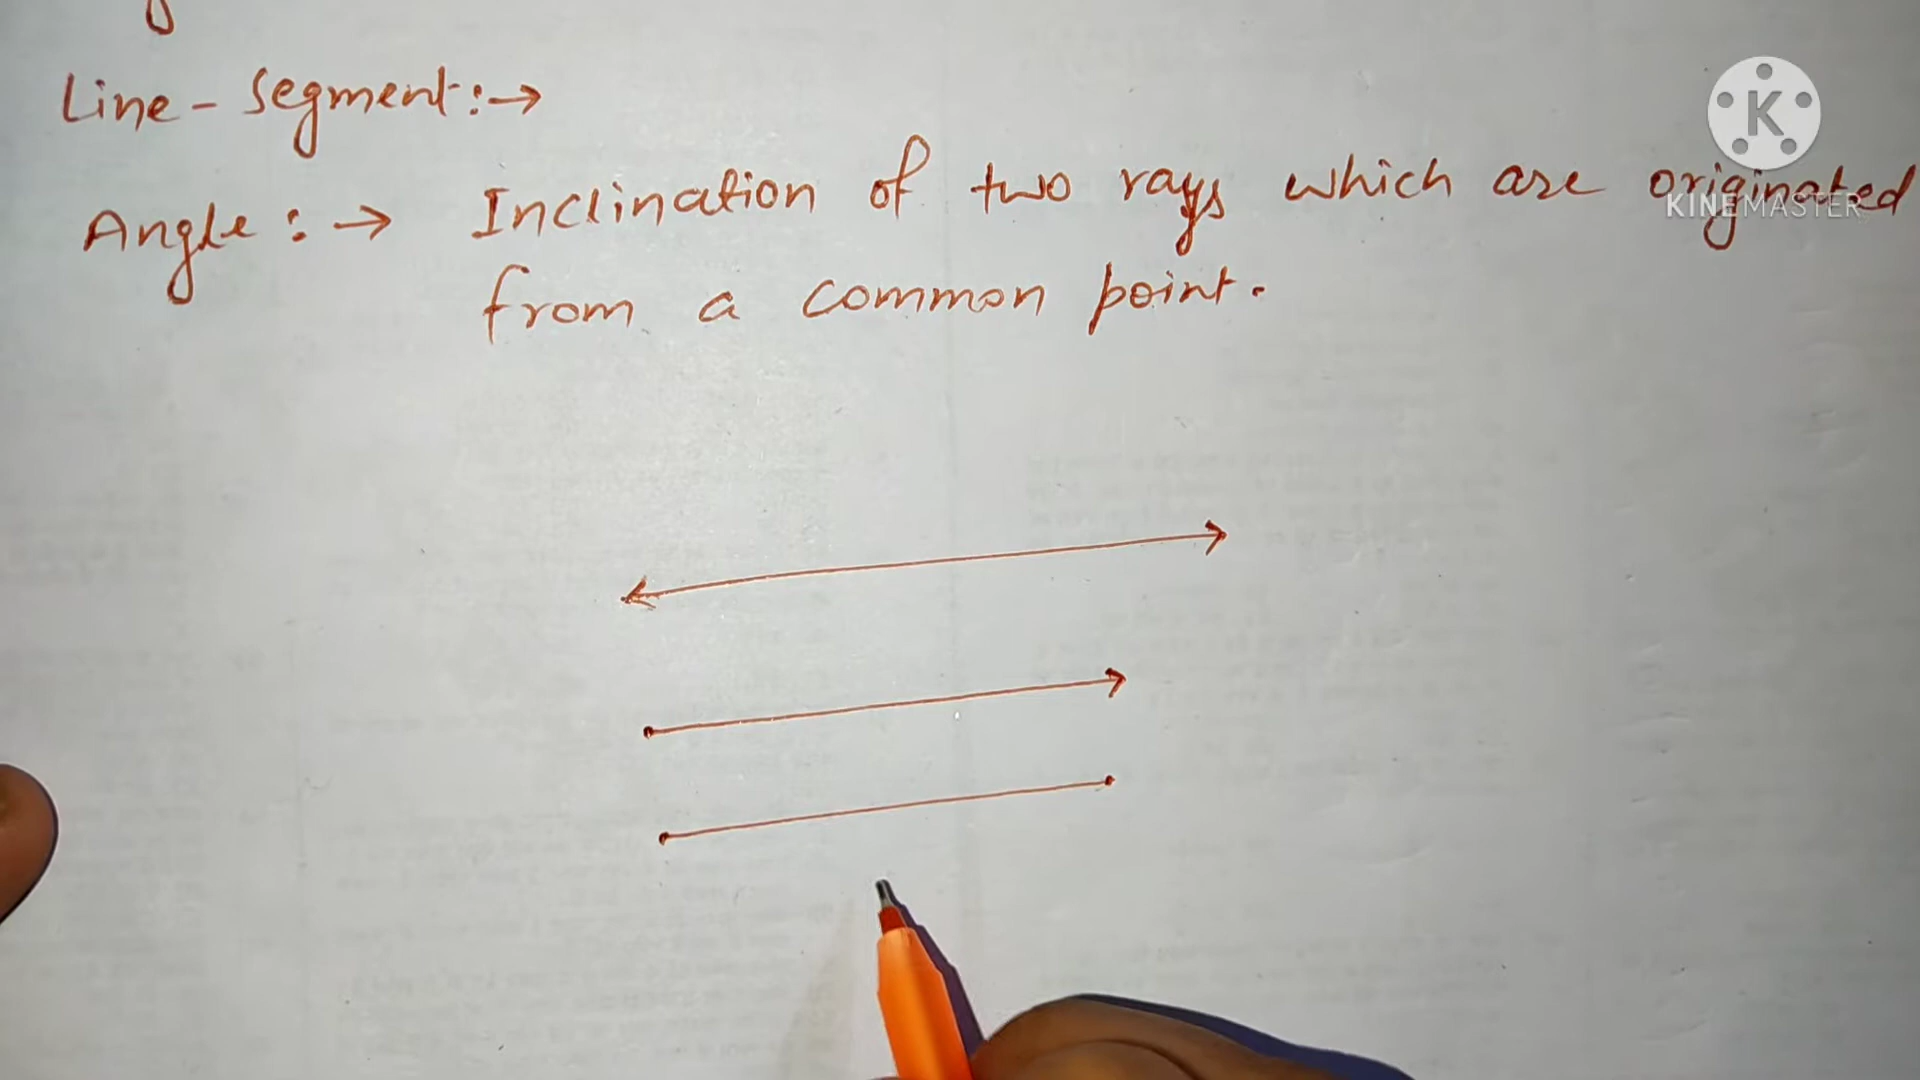 Line - Segment :→
Angle :→ Inclination of two rays which are originated
from a common point.
K
KINEMASTER